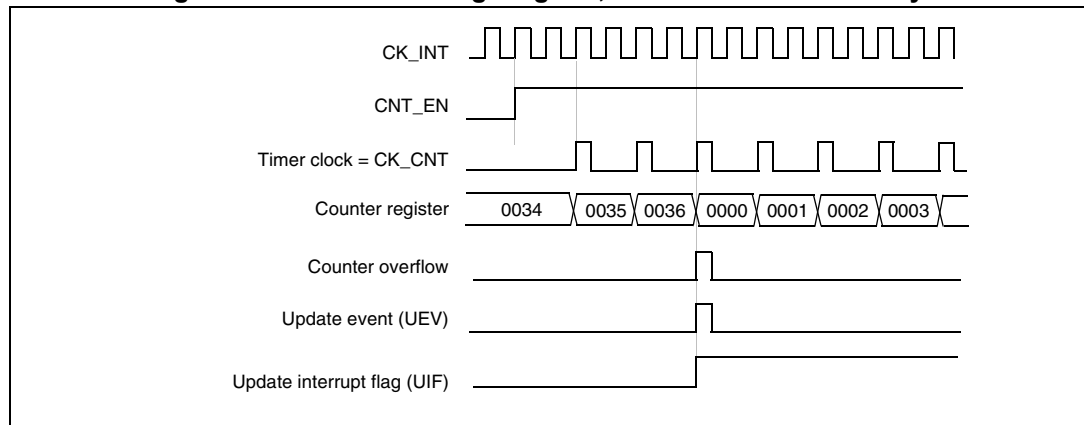 CK_INT
CNT_EN
Timer clock = CK_CNT
Counter register 0034 0035 0036 0000 0001 0002 0003
Counter overflow
Update event (UEV)
Update interrupt flag (UIF)